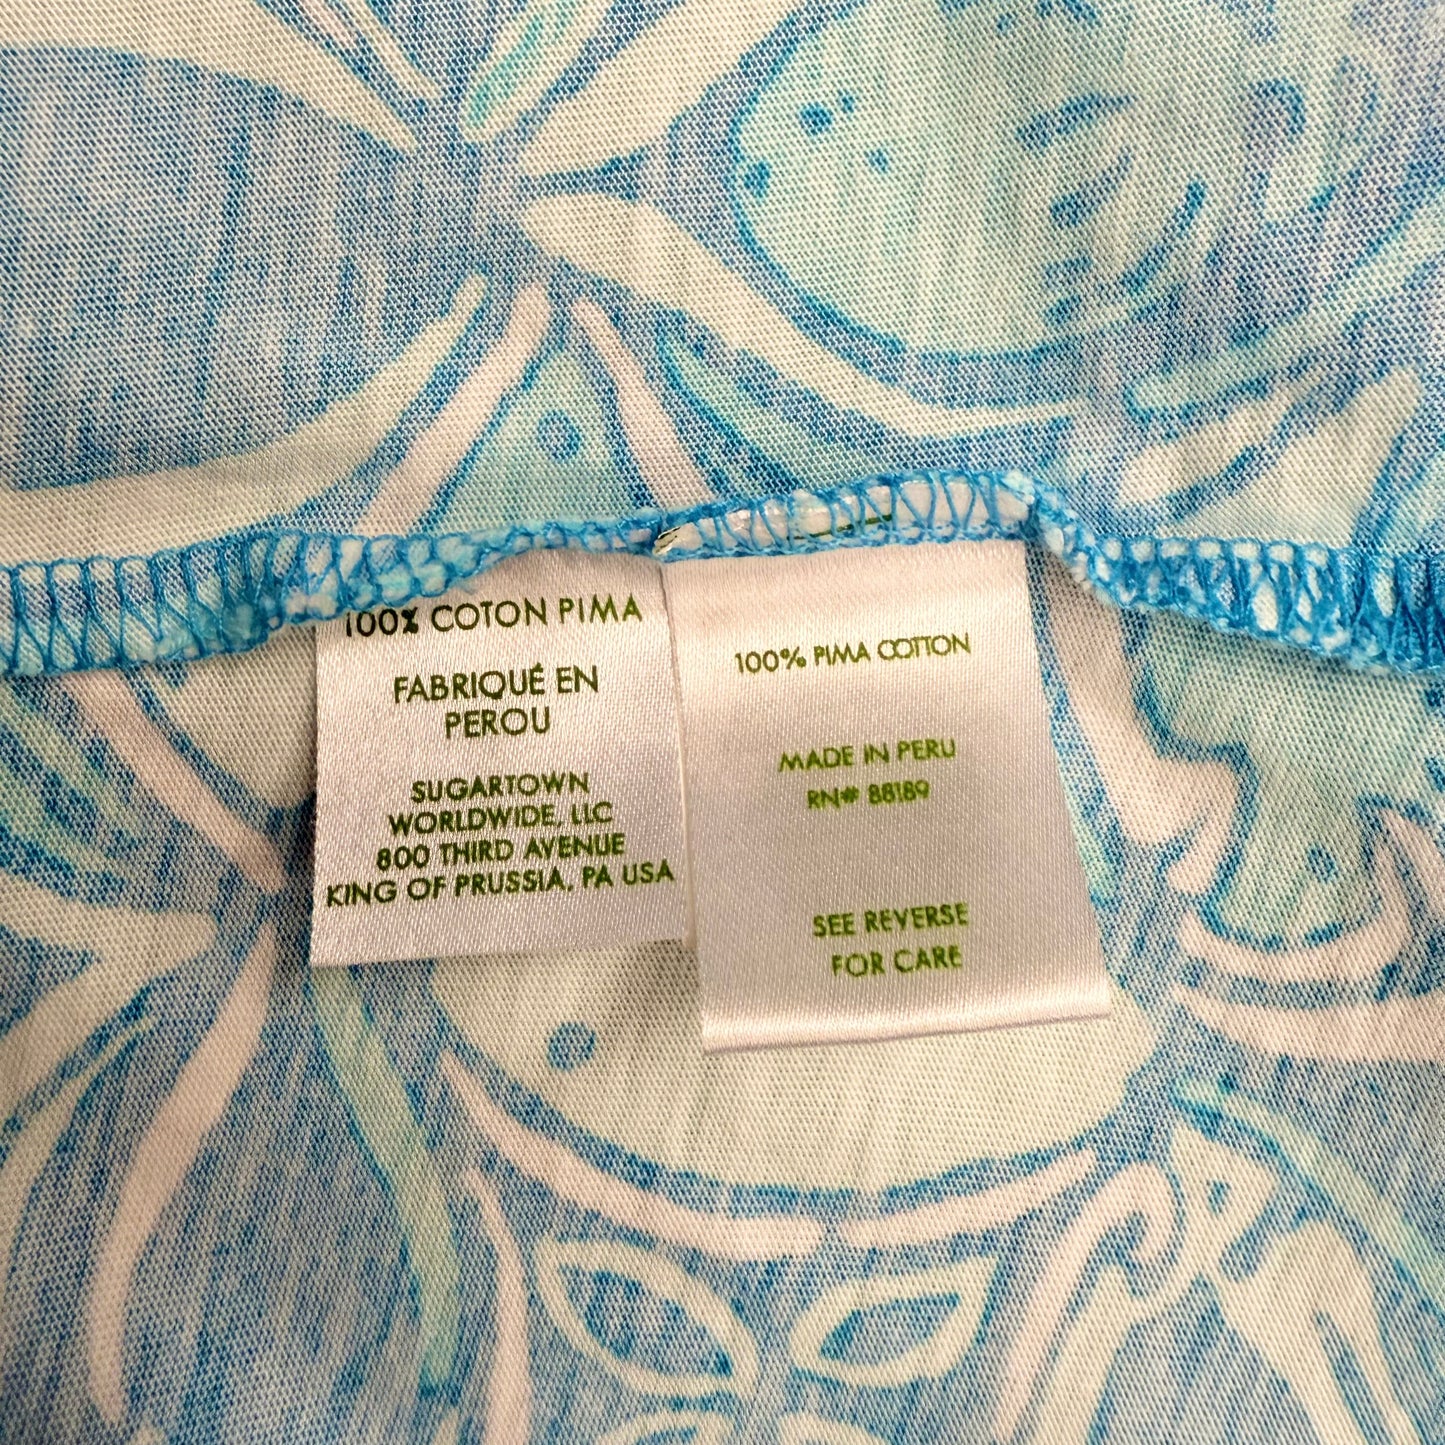 100% COTON PIMA
FABRIQUÉ EN
PEROU
SUGARTOWN
WORLDWIDE, LLC
800 THIRD AVENUE
KING OF PRUSSIA, PA USA
100% PIMA COTTON
MADE IN PERU
RN# 88189
SEE REVERSE
FOR CARE